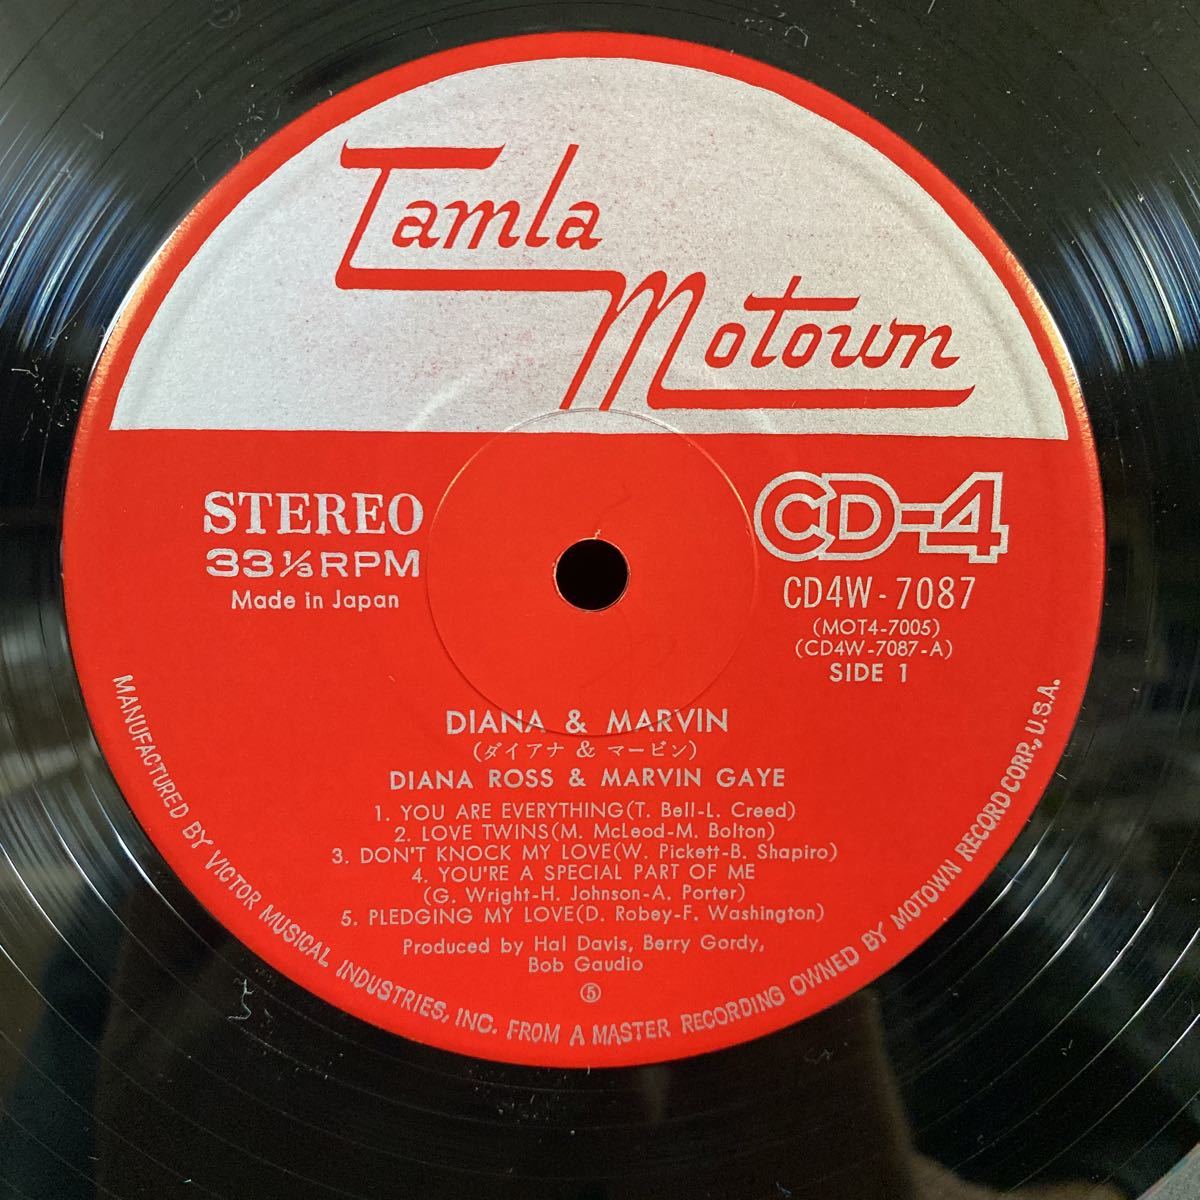 Tamla
Motown
STEREO
33 1/3 RPM
Made in Japan
CD-4
CD4W-7087
(MOT4-7005)
(CD4W-7087-A)
SIDE 1
DIANA & MARVIN
(ダイアナ & マービン)
DIANA ROSS & MARVIN GAYE
1. YOU ARE EVERYTHING(T. Bell-L. Creed)
2. LOVE TWINS(M. McLeod-M. Bolton)
3. DON'T KNOCK MY LOVE(W. Pickett-B. Shapiro)
4. YOU'RE A SPECIAL PART OF ME
(G. Wright-H. Johnson-A. Porter)
5. PLEDGING MY LOVE(D. Robey-F. Washington)
Produced by Hal Davis, Berry Gordy,
Bob Gaudio
⑤
MANUFACTURED BY VICTOR MUSICAL INDUSTRIES, INC. FROM A MASTER RECORDING OWNED BY MOTOWN RECORD CORP., U.S.A.